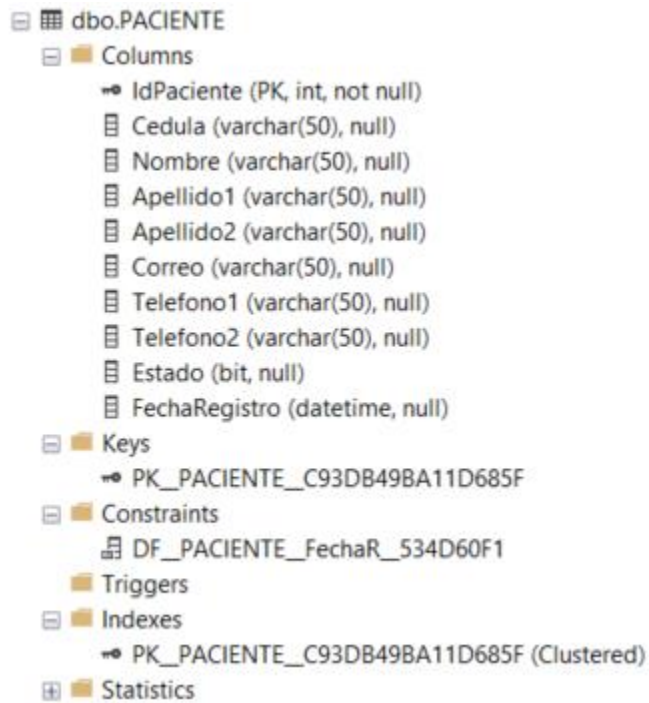 dbo.PACIENTE
Columns
IdPaciente (PK, int, not null)
Cedula (varchar(50), null)
Nombre (varchar(50), null)
Apellido1 (varchar(50), null)
Apellido2 (varchar(50), null)
Correo (varchar(50), null)
Telefono1 (varchar(50), null)
Telefono2 (varchar(50), null)
Estado (bit, null)
FechaRegistro (datetime, null)
Keys
PK__PACIENTE__C93DB49BA11D685F
Constraints
DF__PACIENTE__FechaR__534D60F1
Triggers
Indexes
PK__PACIENTE__C93DB49BA11D685F (Clustered)
Statistics